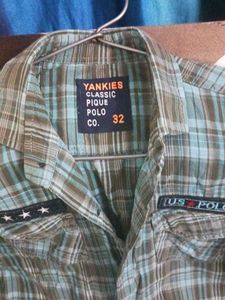 YANKIES
CLASSIC
PIQUE
POLO
CO. 32
US POLO